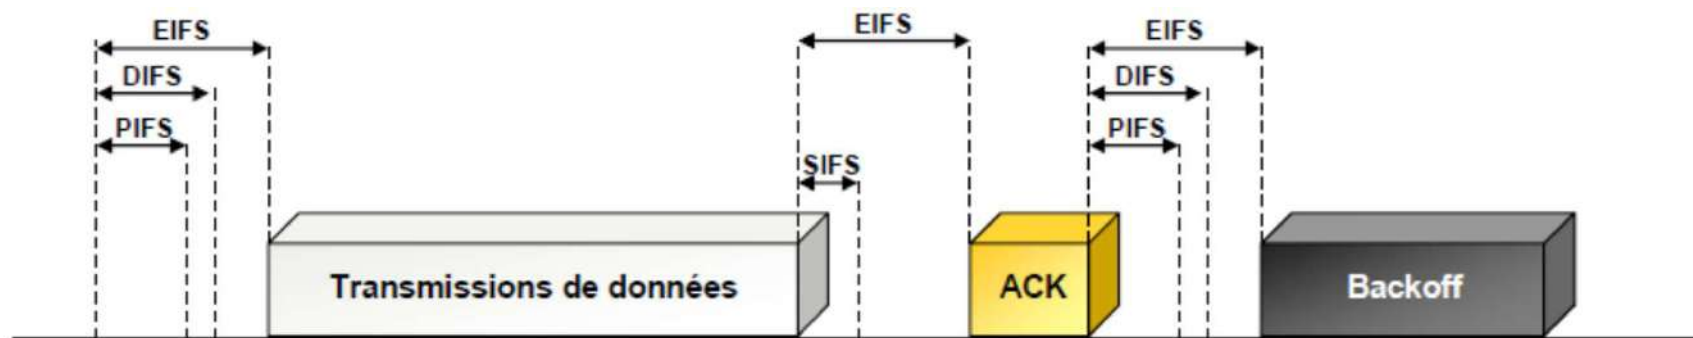 EIFS
DIFS
PIFS
EIFS
SIFS
EIFS
DIFS
PIFS
Transmissions de données
ACK
Backoff